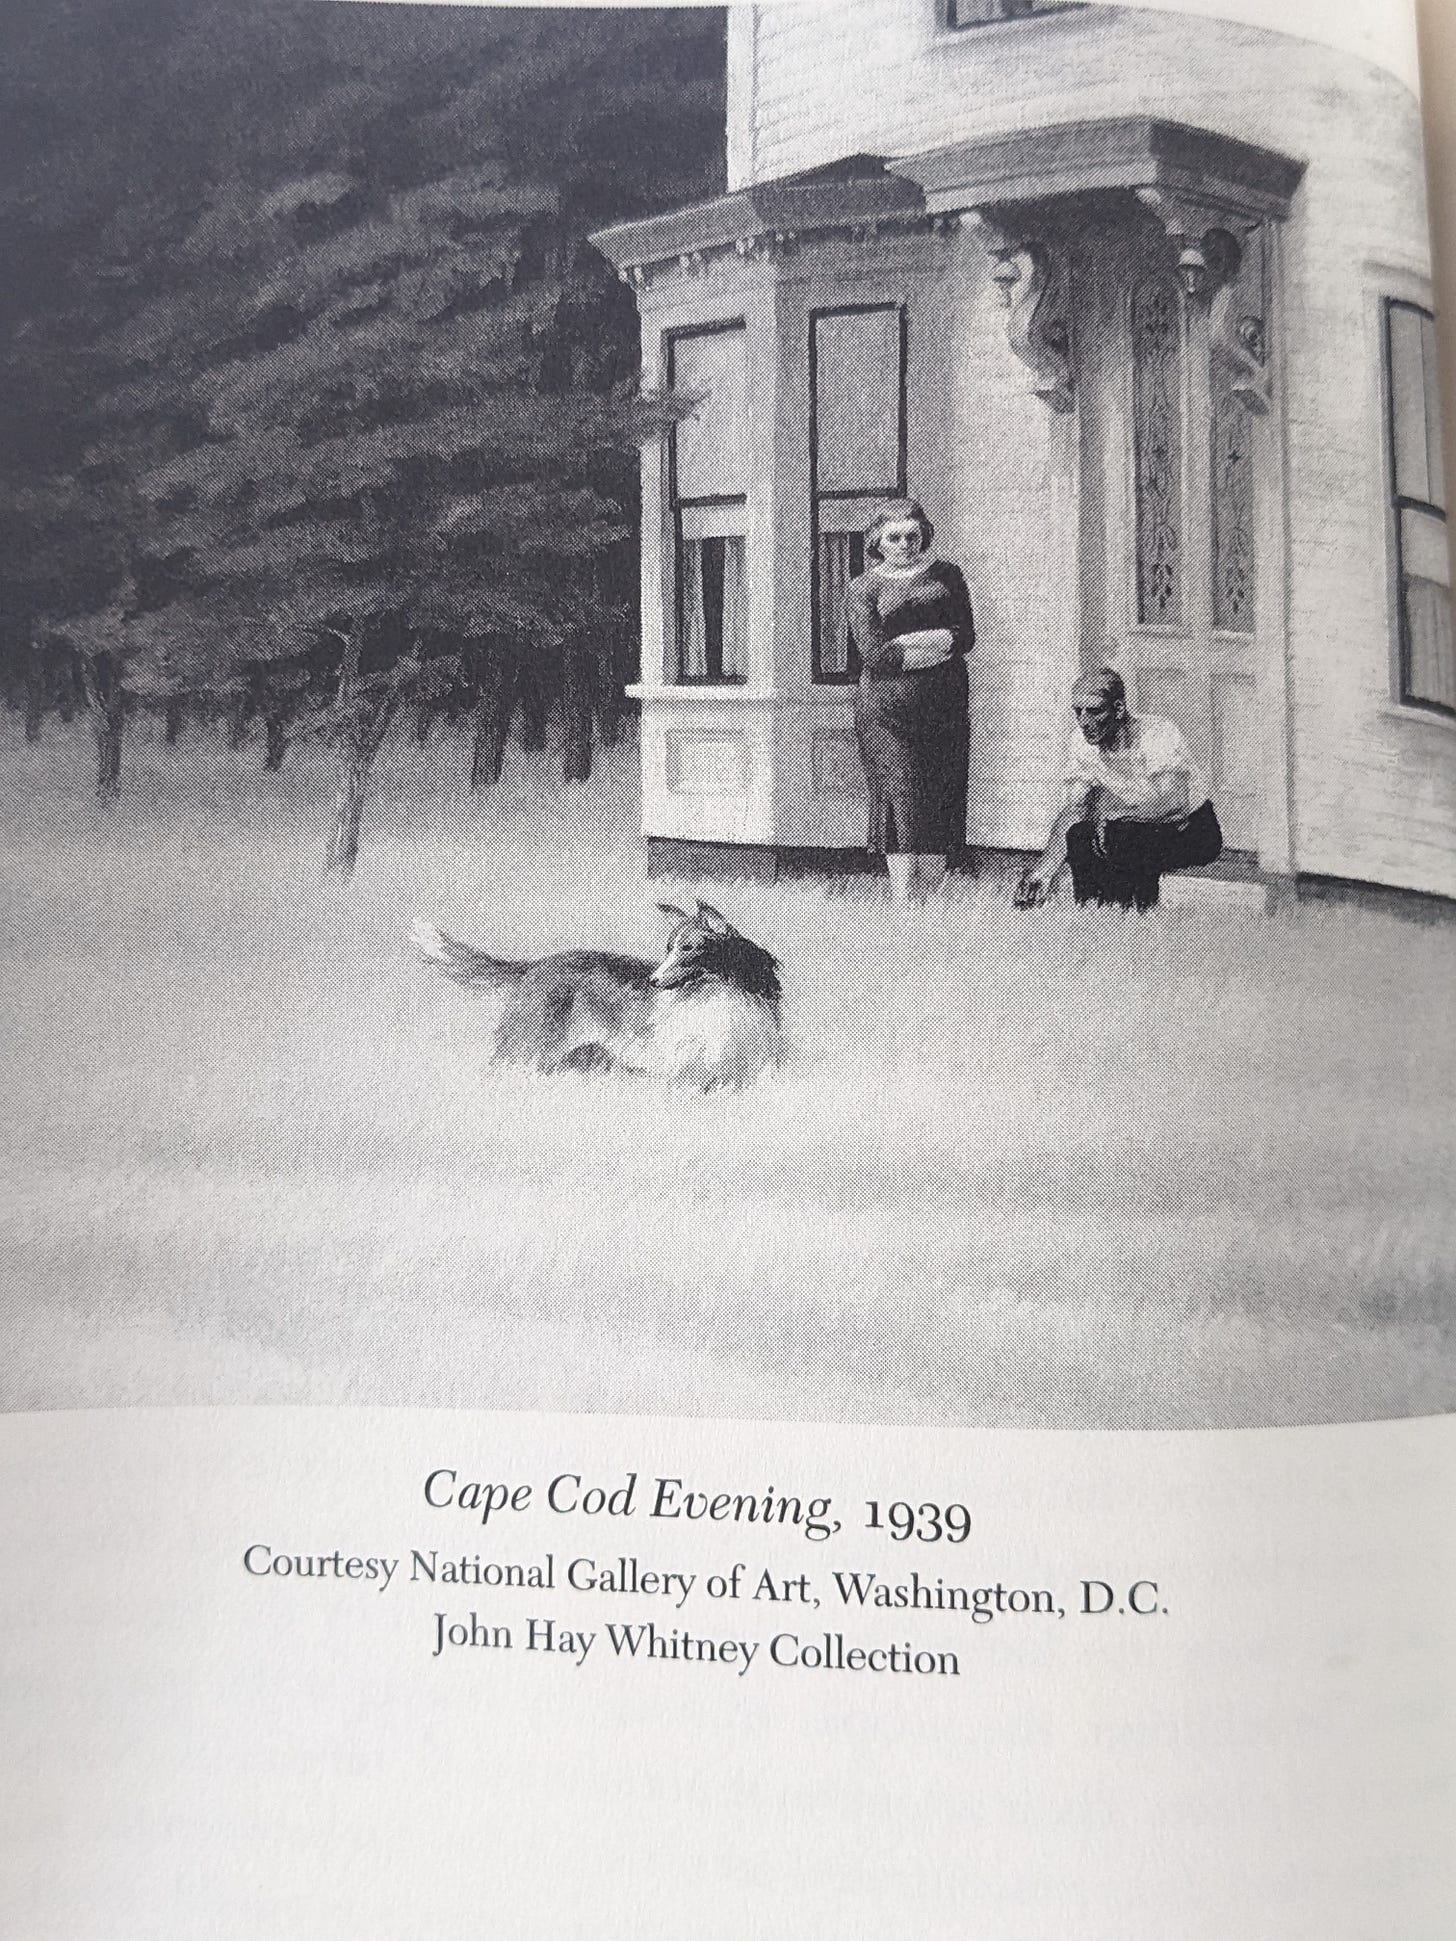 Cape Cod Evening, 1939
Courtesy National Gallery of Art, Washington, D.C.
John Hay Whitney Collection